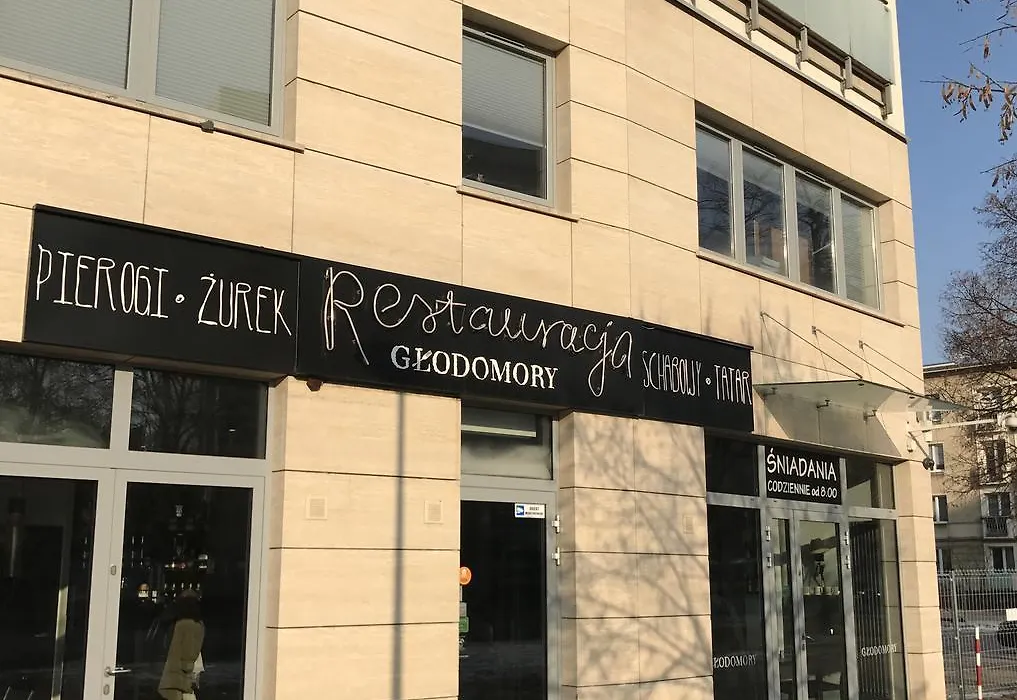 PIEROGI • ŻUREK
Restauracja
GŁODOMORY
SCHABOWY • TATAR
ŚNIADANIA
CODZIENNIE od 8.00
GŁODOMORY
GŁODOMORY